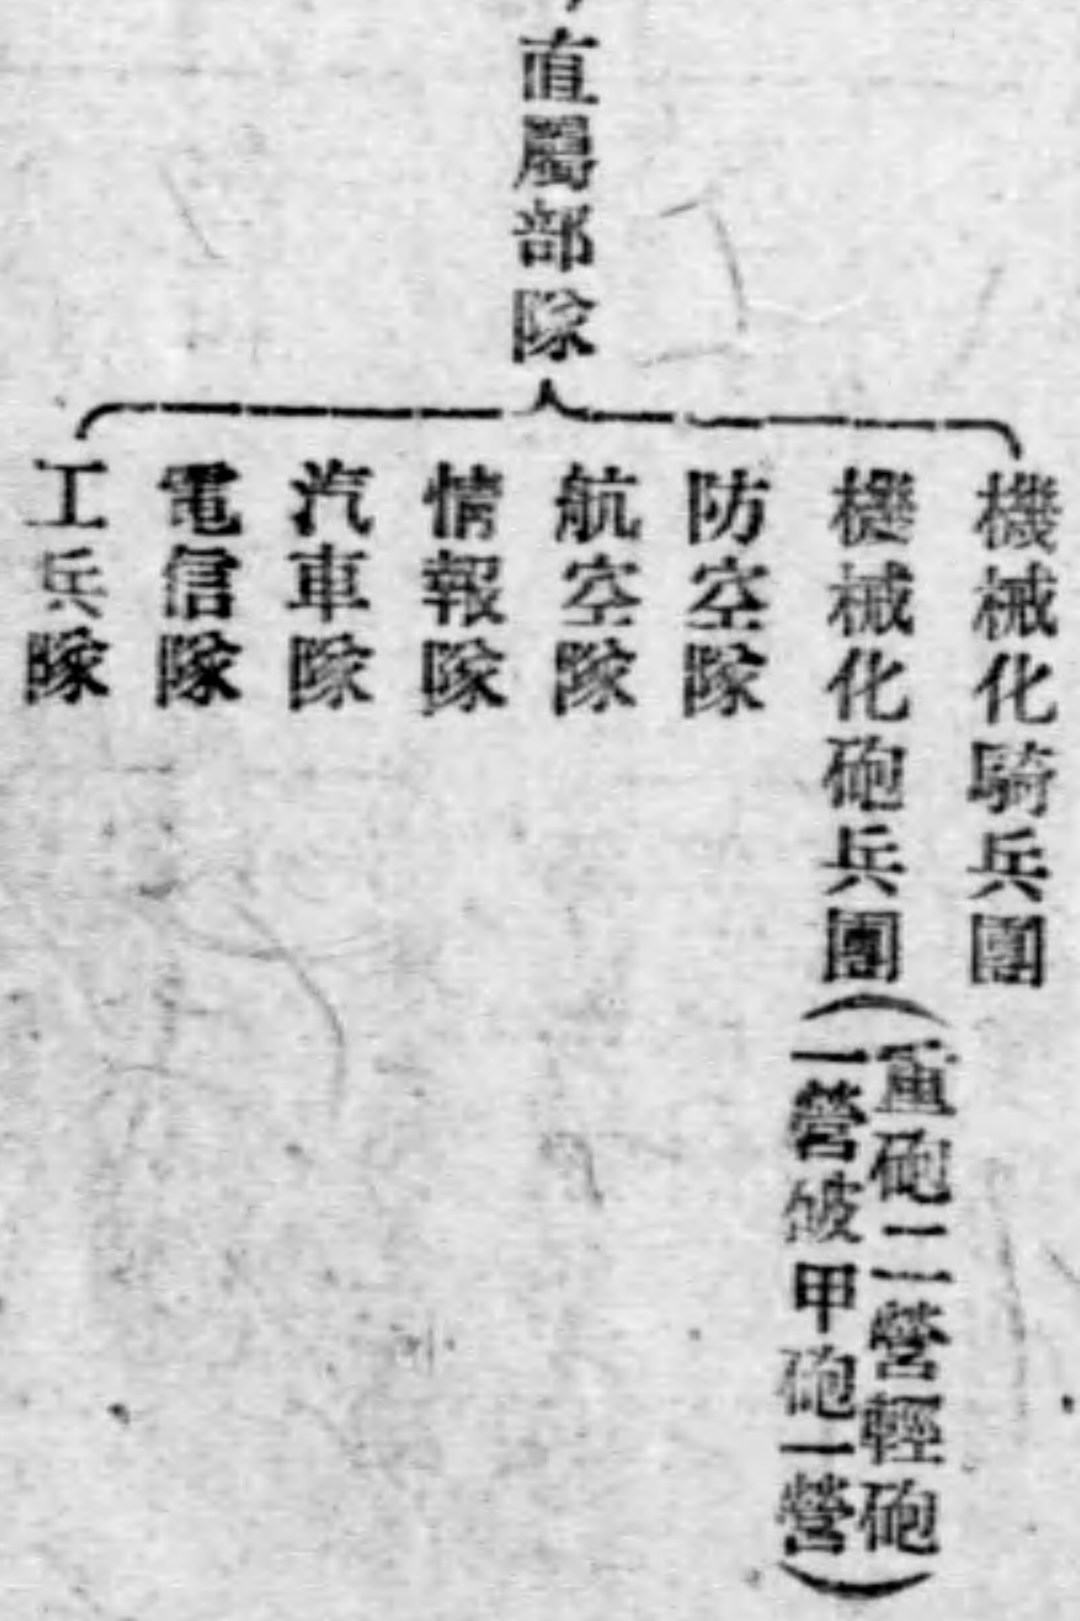 直屬部隊
機械化騎兵團
機械化砲兵團(重砲二營輕砲
一營破甲砲一營)
防空隊
航空隊
情報隊
汽車隊
電信隊
工兵隊